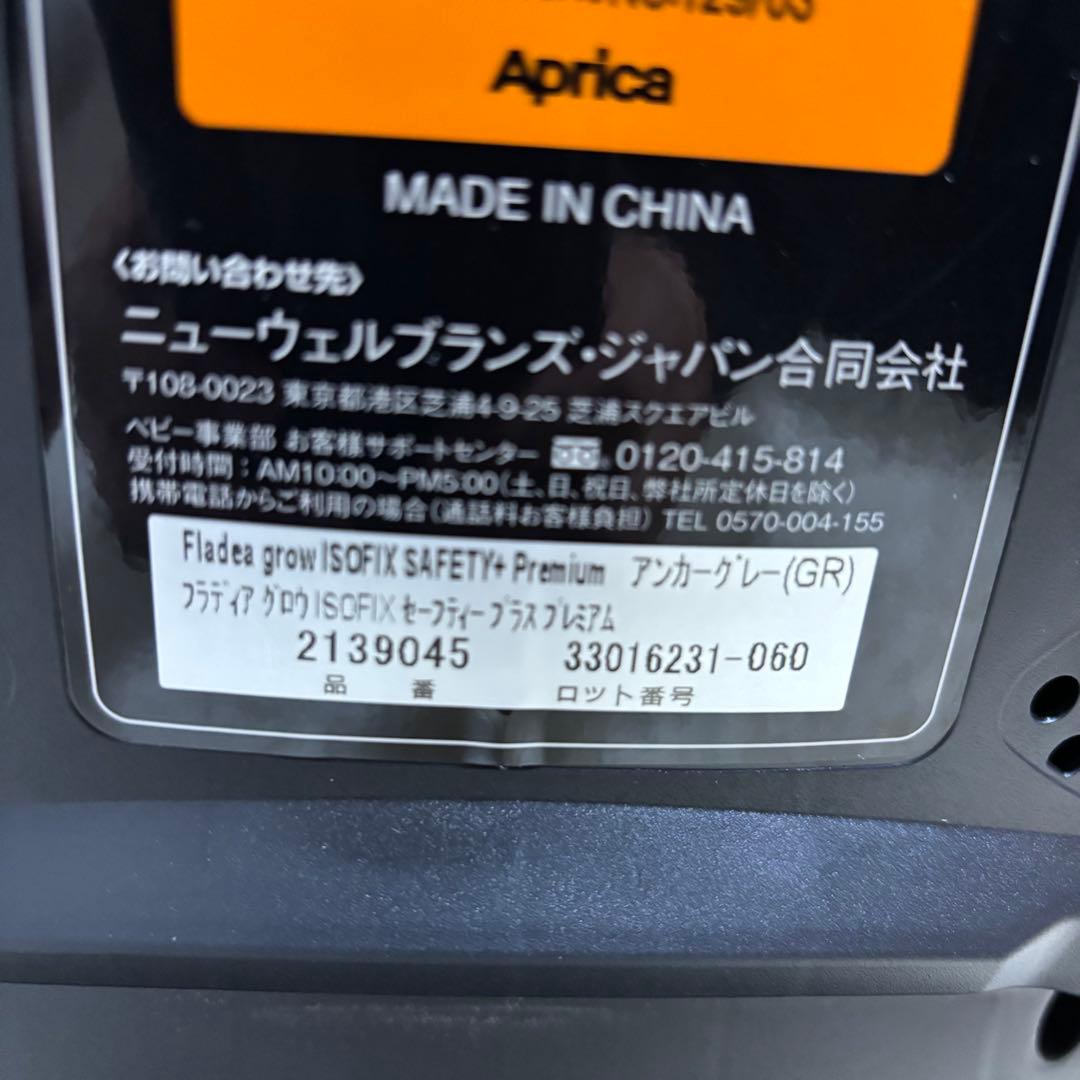 Aprica
MADE IN CHINA
〈お問い合わせ先〉
ニューウェルブランズ・ジャパン合同会社
〒108-0023 東京都港区芝浦4-9-25 芝浦スクエアビル
ベビー事業部 お客様サポートセンター 0120-415-814
受付時間：AM10:00〜PM5:00（土、日、祝日、弊社所定休日を除く）
携帯電話からご利用の場合（通話料お客様負担）TEL 0570-004-155
Fladea grow ISOFIX SAFETY+ Premium アンカーグレー(GR)
フラディア グロウ ISOFIX セーフティー プラス プレミアム
2139045 33016231-060
品 番 ロット番号